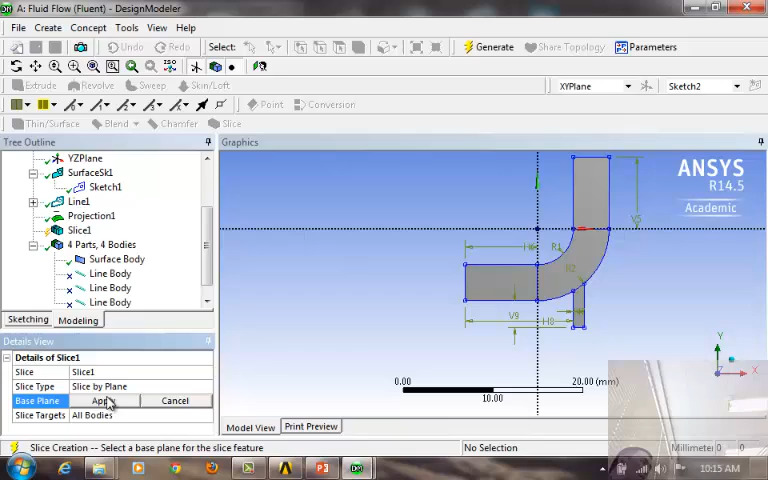 A: Fluid Flow (Fluent) - DesignModeler
File Create Concept Tools View Help
Undo Redo Select: Generate Share Topology Parameters
Extrude Revolve Sweep Skin/Loft XYPlane Sketch2
Point Conversion
Thin/Surface Blend Chamfer Slice
Tree Outline
Graphics
YZPlane
SurfaceSk1
Sketch1
Line1
Projection1
Slice1
4 Parts, 4 Bodies
Surface Body
Line Body
Line Body
Line Body
Sketching Modeling
Details View
Details of Slice1
Slice Slice1
Slice Type Slice by Plane
Base Plane Cancel
Slice Targets All Bodies
ANSYS
R14.5
Academic
V5
R1
R2
V9
H8
0.00 20.00 (mm)
10.00
X
Model View Print Preview
Slice Creation -- Select a base plane for the slice feature
No Selection
Millimeter 0 0
10:15 AM